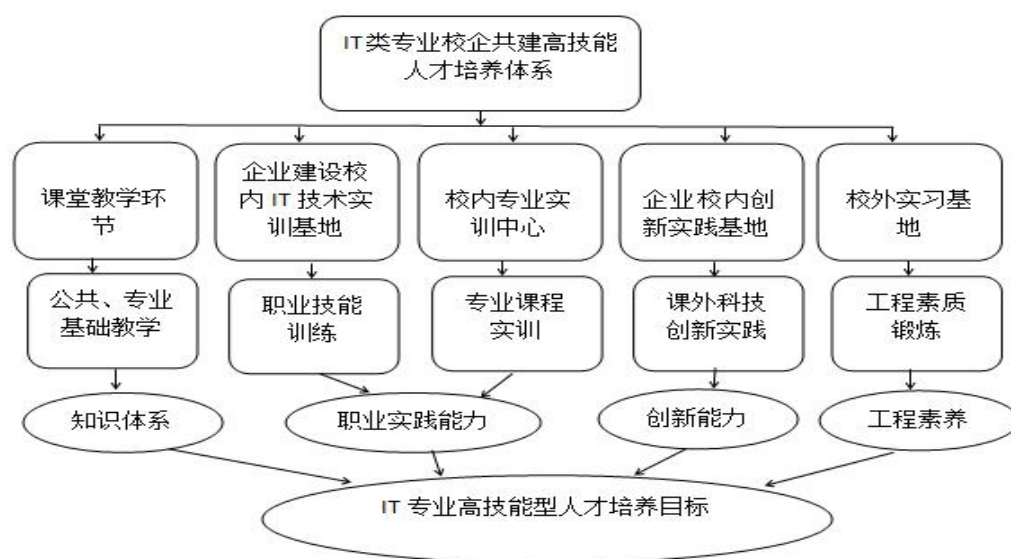 IT类专业校企共建高技能
人才培养体系
课堂教学环
节
企业建设校
内 IT 技术实
训基地
校内专业实
训中心
企业校内创
新实践基地
校外实习基
地
公共、专业
基础教学
职业技能
训练
专业课程
实训
课外科技
创新实践
工程素质
锻炼
知识体系
职业实践能力
创新能力
工程素养
IT 专业高技能型人才培养目标